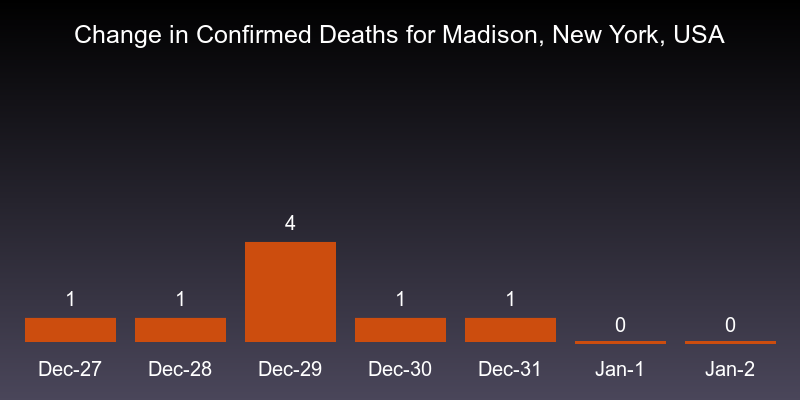 Change in Confirmed Deaths for Madison, New York, USA
4
1 1 1 1
0 0
Dec-27 Dec-28 Dec-29 Dec-30 Dec-31 Jan-1 Jan-2